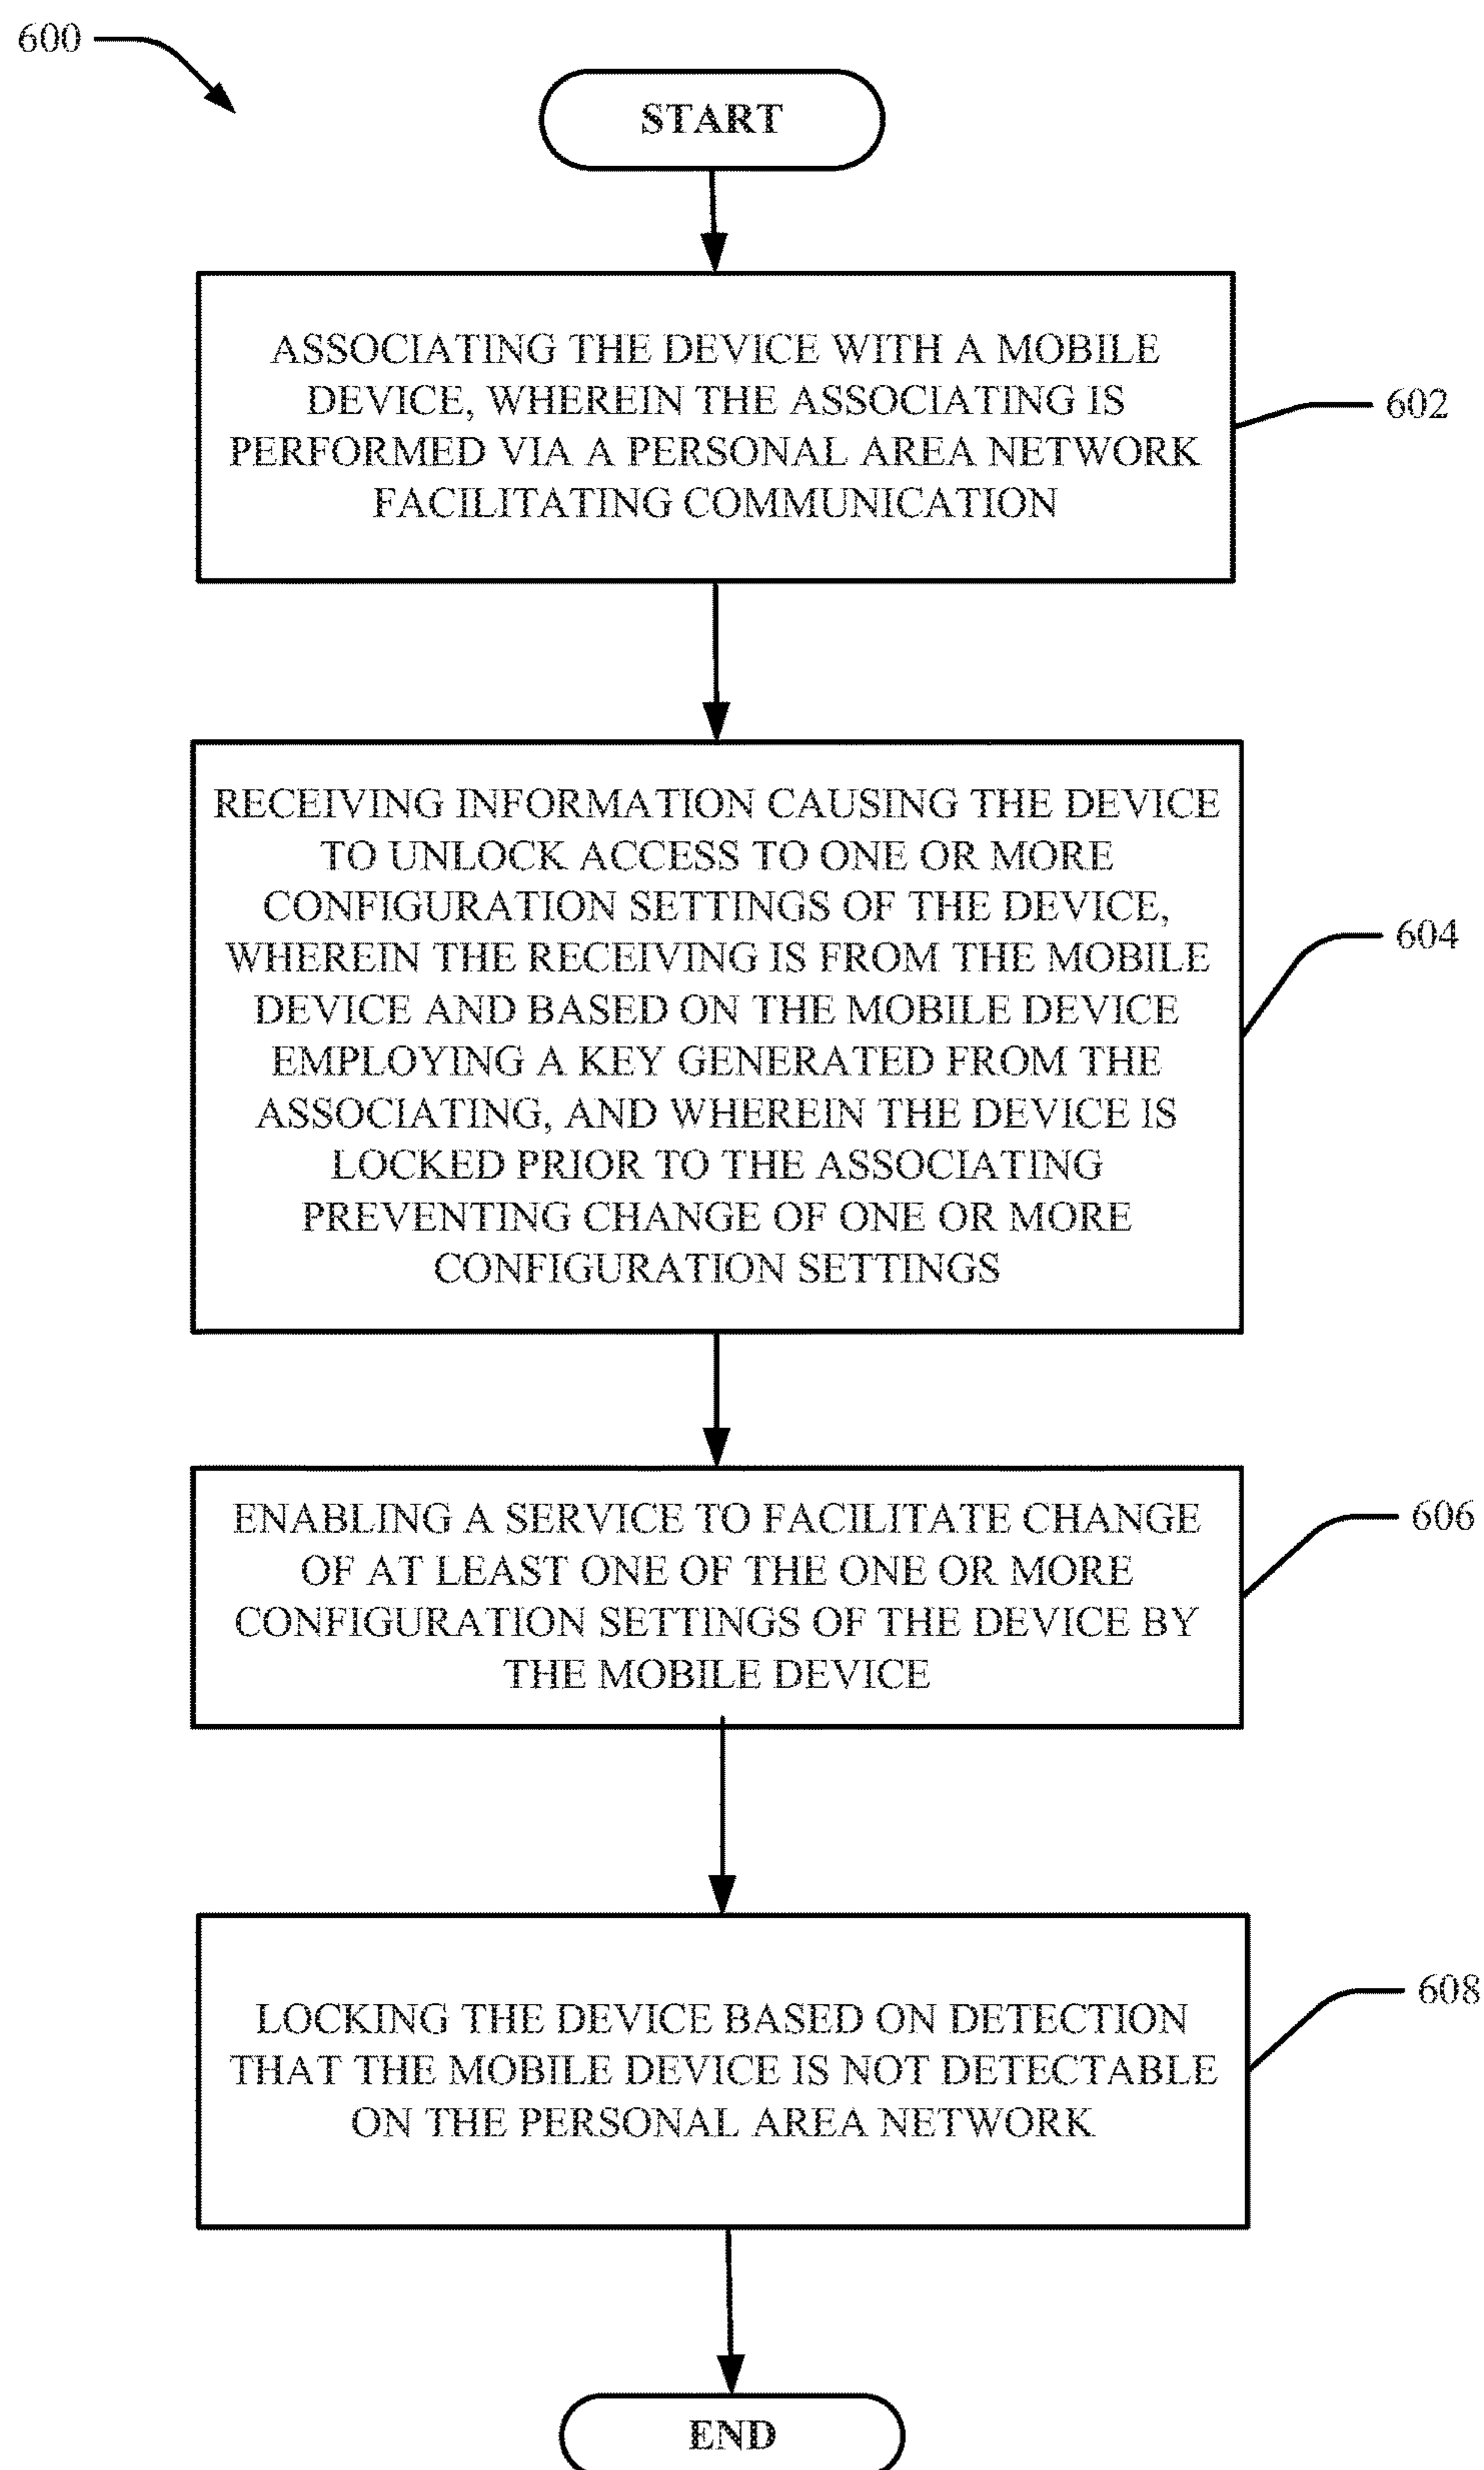 600
START
ASSOCIATING THE DEVICE WITH A MOBILE
DEVICE, WHEREIN THE ASSOCIATING IS
PERFORMED VIA A PERSONAL AREA NETWORK
FACILITATING COMMUNICATION
602
RECEIVING INFORMATION CAUSING THE DEVICE
TO UNLOCK ACCESS TO ONE OR MORE
CONFIGURATION SETTINGS OF THE DEVICE,
WHEREIN THE RECEIVING IS FROM THE MOBILE
DEVICE AND BASED ON THE MOBILE DEVICE
EMPLOYING A KEY GENERATED FROM THE
ASSOCIATING, AND WHEREIN THE DEVICE IS
LOCKED PRIOR TO THE ASSOCIATING
PREVENTING CHANGE OF ONE OR MORE
CONFIGURATION SETTINGS
604
ENABLING A SERVICE TO FACILITATE CHANGE
OF AT LEAST ONE OF THE ONE OR MORE
CONFIGURATION SETTINGS OF THE DEVICE BY
THE MOBILE DEVICE
606
LOCKING THE DEVICE BASED ON DETECTION
THAT THE MOBILE DEVICE IS NOT DETECTABLE
ON THE PERSONAL AREA NETWORK
608
END